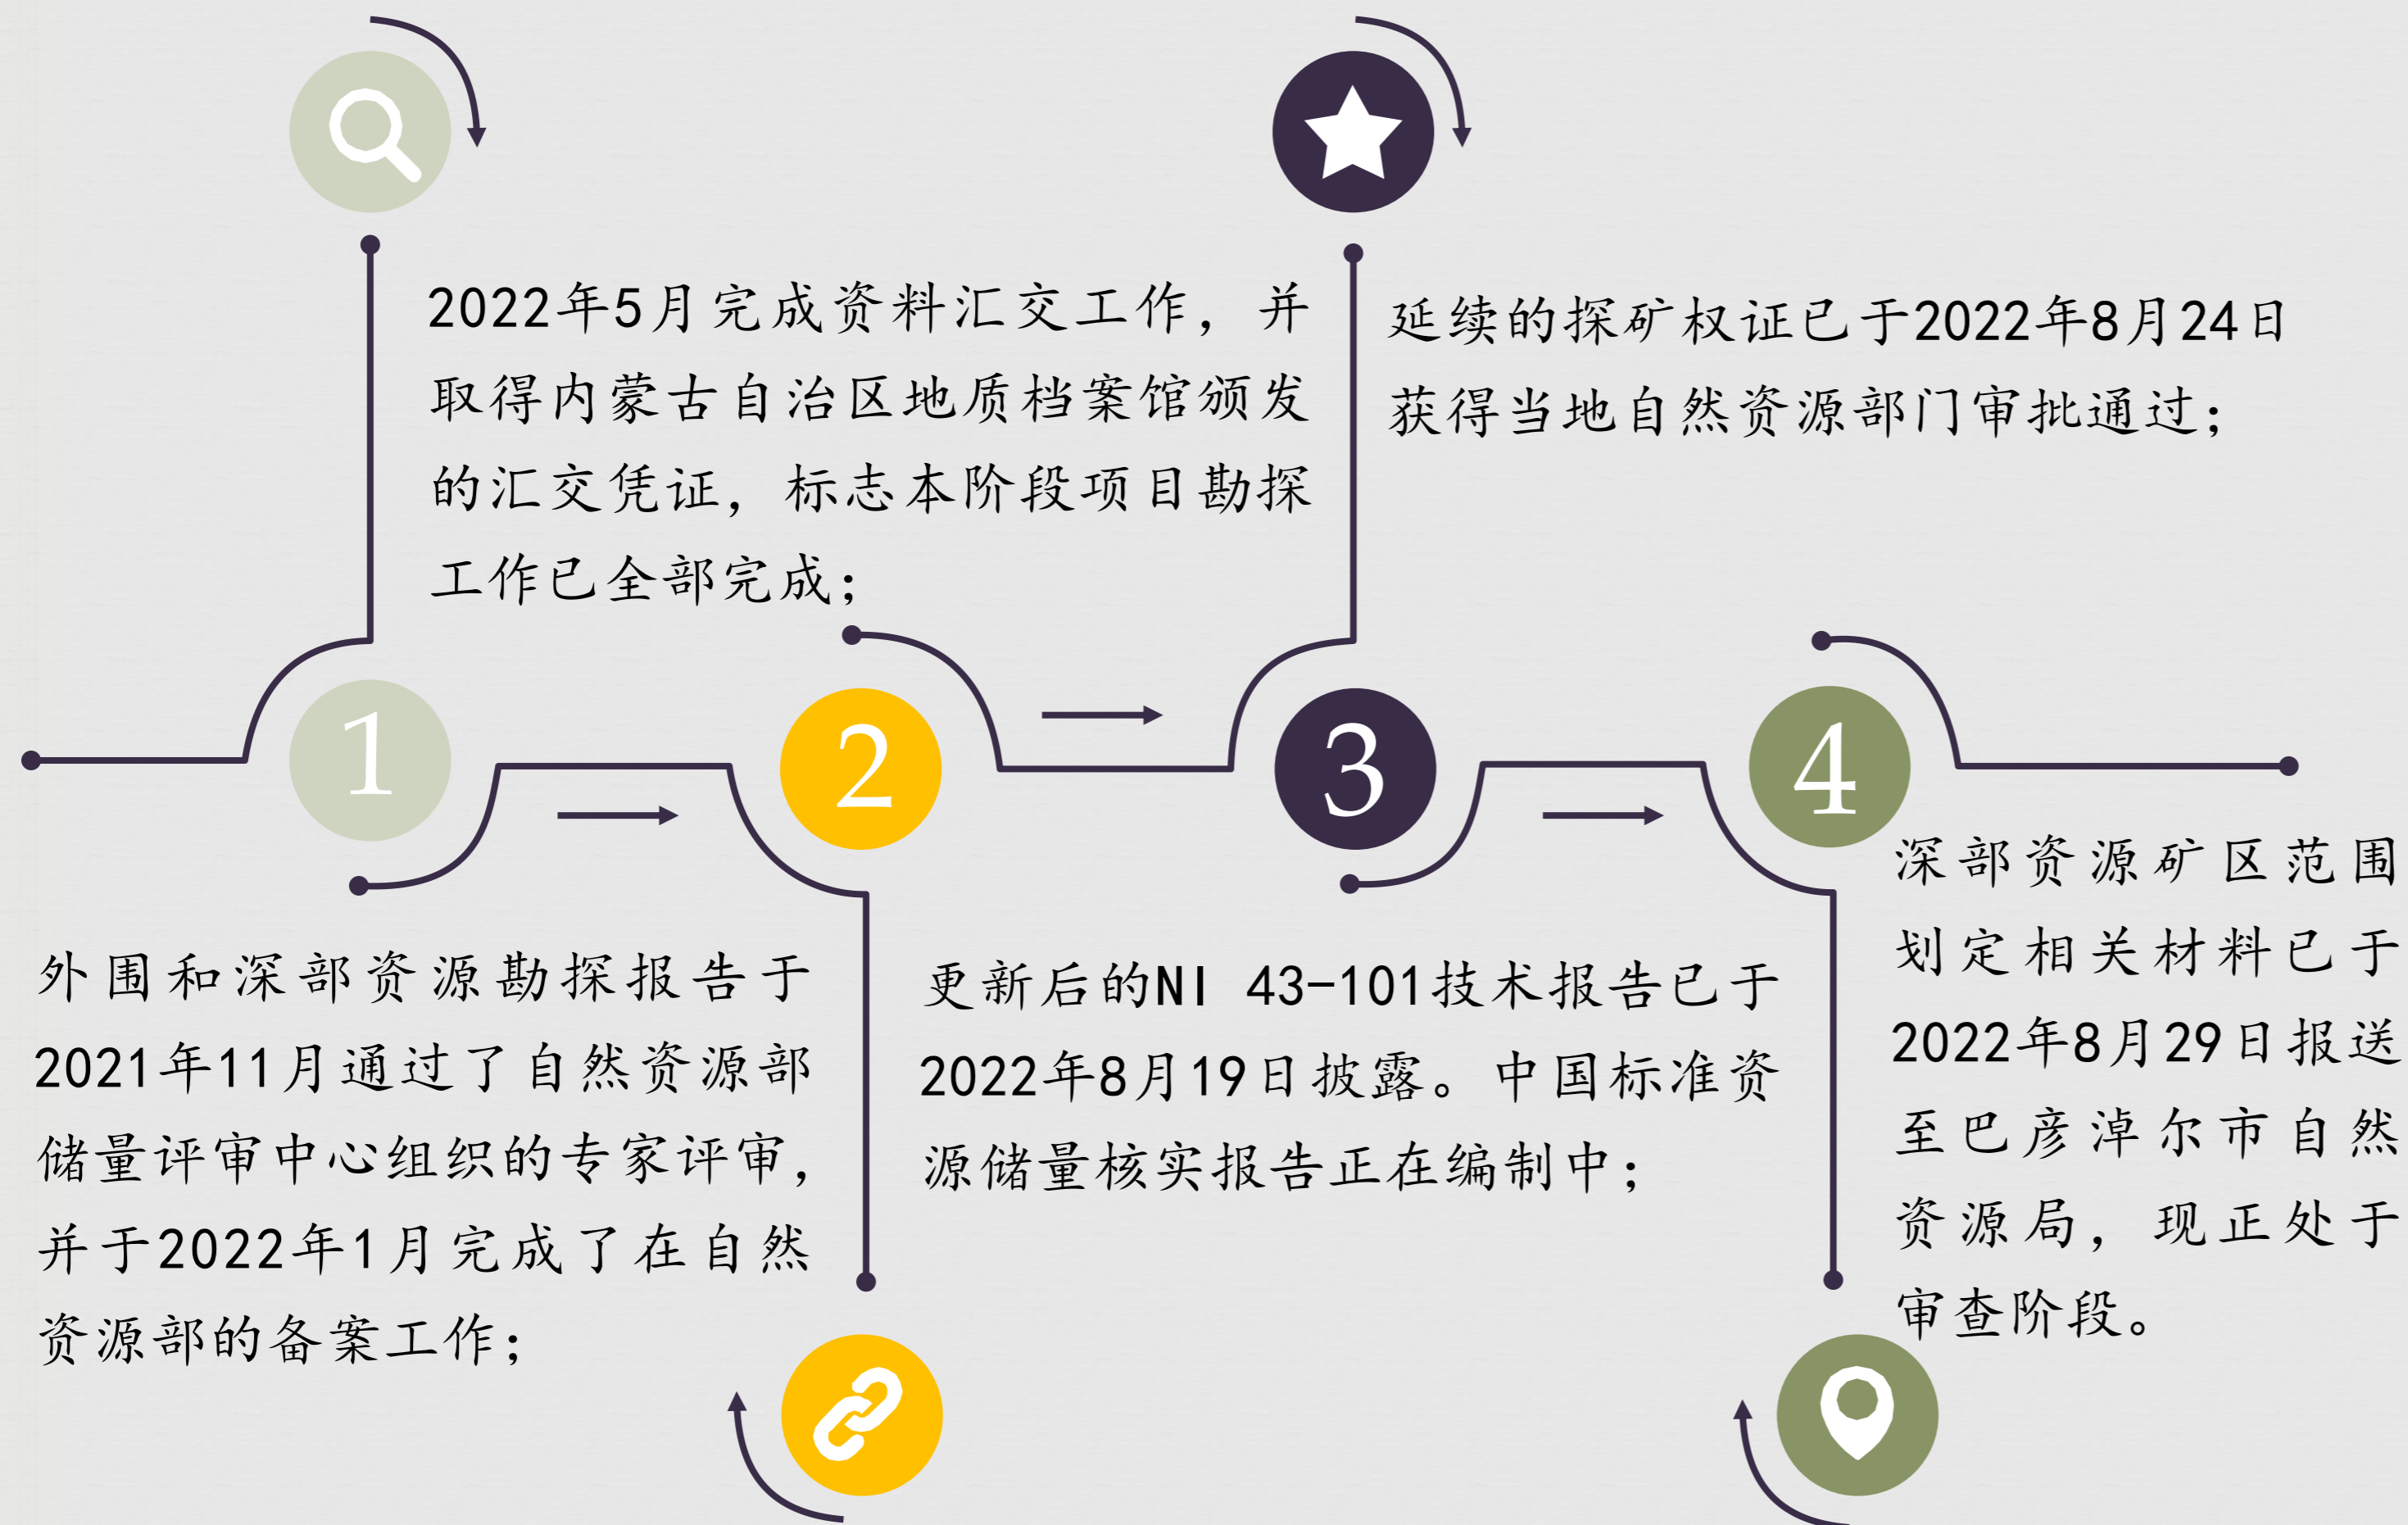 2022年5月完成资料汇交工作，并
取得内蒙古自治区地质档案馆颁发
的汇交凭证，标志本阶段项目勘探
工作已全部完成；
延续的探矿权证已于2022年8月24日
获得当地自然资源部门审批通过；
1
2
3
4
外围和深部资源勘探报告于
2021年11月通过了自然资源部
储量评审中心组织的专家评审，
并于2022年1月完成了在自然
资源部的备案工作；
更新后的NI 43-101技术报告已于
2022年8月19日披露。中国标准资
源储量核实报告正在编制中；
深部资源矿区范围
划定相关材料已于
2022年8月29日报送
至巴彦淖尔市自然
资源局，现正处于
审查阶段。